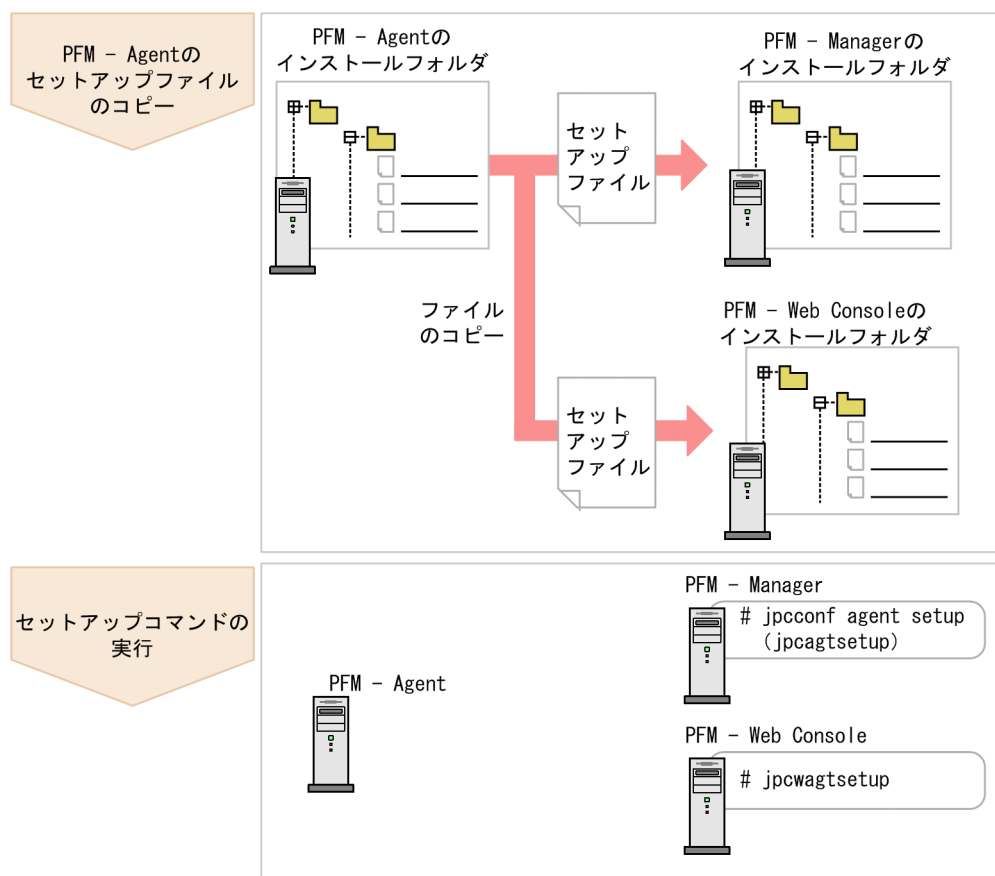 PFM - Agentの
セットアップファイル
のコピー
PFM - Agentの
インストールフォルダ
PFM - Managerの
インストールフォルダ
セット
アップ
ファイル
ファイル
のコピー
PFM - Web Consoleの
インストールフォルダ
セット
アップ
ファイル
セットアップコマンドの
実行
PFM - Agent
PFM - Manager
# jpcconf agent setup
(jpcagtsetup)
PFM - Web Console
# jpcwagtsetup